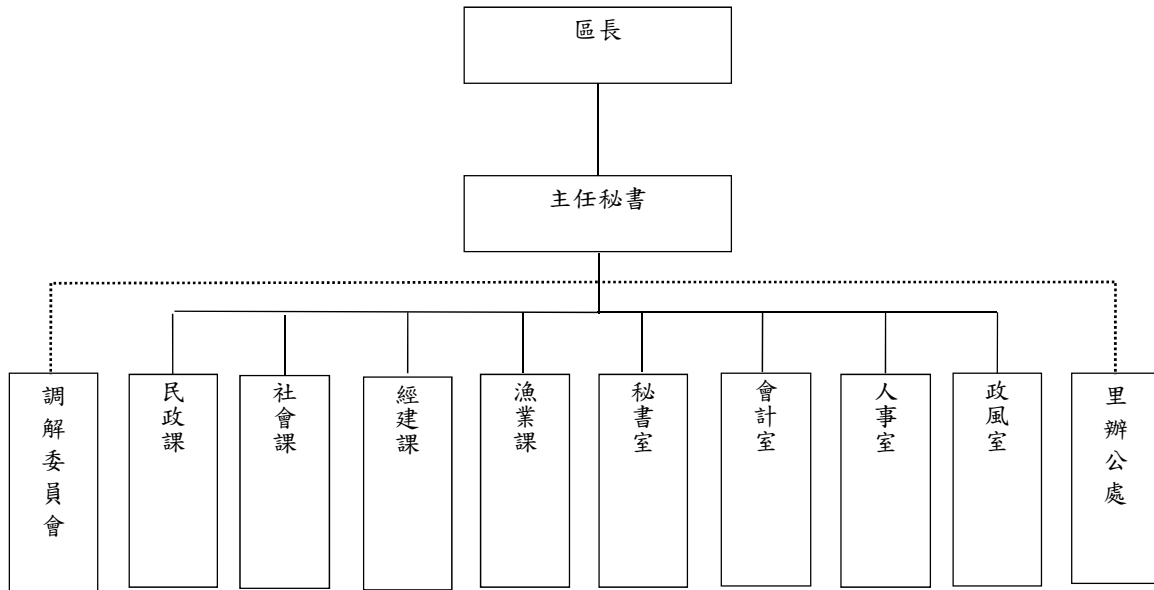 區長
主任秘書
調解委員會
民政課
社會課
經建課
漁業課
秘書室
會計室
人事室
政風室
里辦公處